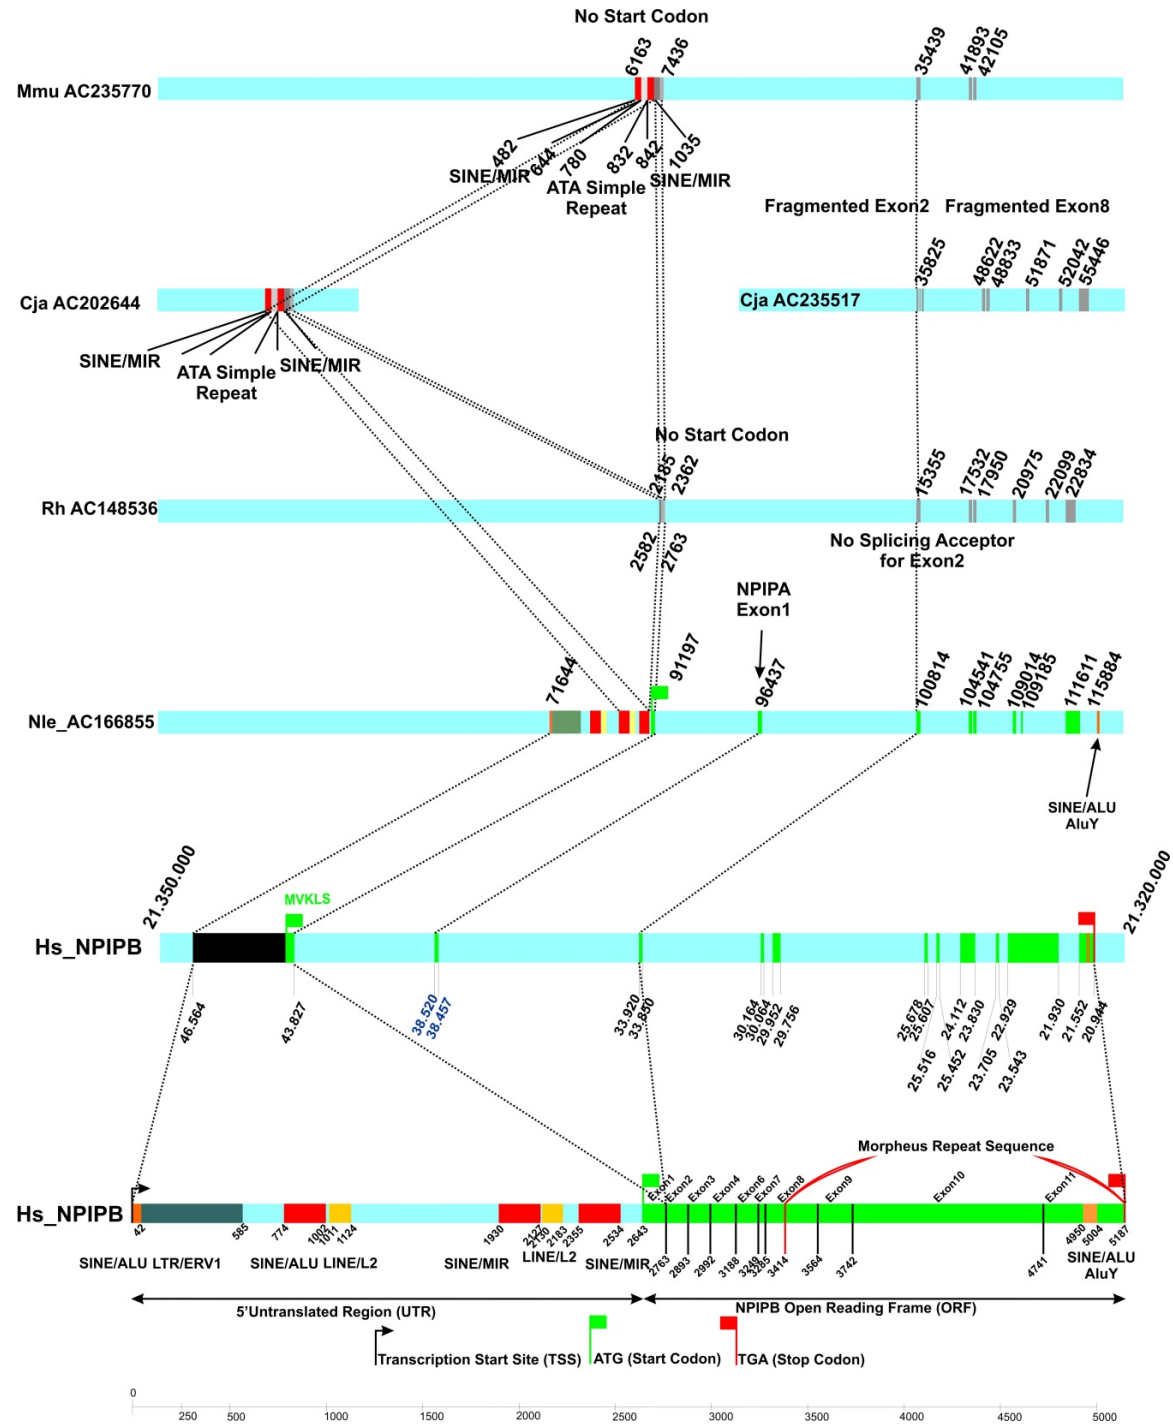 No Start Codon
6163
7436
35439
41893
42105
Mmu AC235770
482
644
780
832
842
1035
SINE/MIR
ATA Simple
Repeat
SINE/MIR
Fragmented Exon2
Fragmented Exon8
35825
48622
48833
51871
52042
55446
Cja AC202644
Cja AC235517
SINE/MIR
ATA Simple
Repeat
SINE/MIR
No Start Codon
2185
2362
15355
17532
17950
20975
22099
22834
Rh AC148536
2582
2763
No Splicing Acceptor
for Exon2
NPIPA
Exon1
71644
91197
96437
100814
104541
104755
109014
109185
111611
115884
Nle_AC166855
SINE/ALU
AluY
21.350.000
MVKLS
21.320.000
Hs_NPIPB
46.564
43.827
38.520
38.457
33.920
33.850
30.164
30.064
29.952
29.756
25.678
25.607
25.516
25.452
24.112
23.830
23.705
23.543
22.929
21.930
21.552
20.944
Morpheus Repeat Sequence
Exon1
Exon2
Exon3
Exon4
Exon6
Exon7
Exon8
Exon9
Exon10
Exon11
Hs_NPIPB
42
585
774
1002
1011
1124
1930
2127
2130
2183
2355
2534
2643
2763
2893
2992
3188
3249
3285
3414
3564
3742
4741
4950
5004
5187
SINE/ALU LTR/ERV1
SINE/ALU LINE/L2
SINE/MIR
LINE/L2
SINE/MIR
SINE/ALU
AluY
5'Untranslated Region (UTR)
NPIPB Open Reading Frame (ORF)
Transcription Start Site (TSS)
ATG (Start Codon)
TGA (Stop Codon)
0
250
500
1000
1500
2500
3000
4000
4500
5000